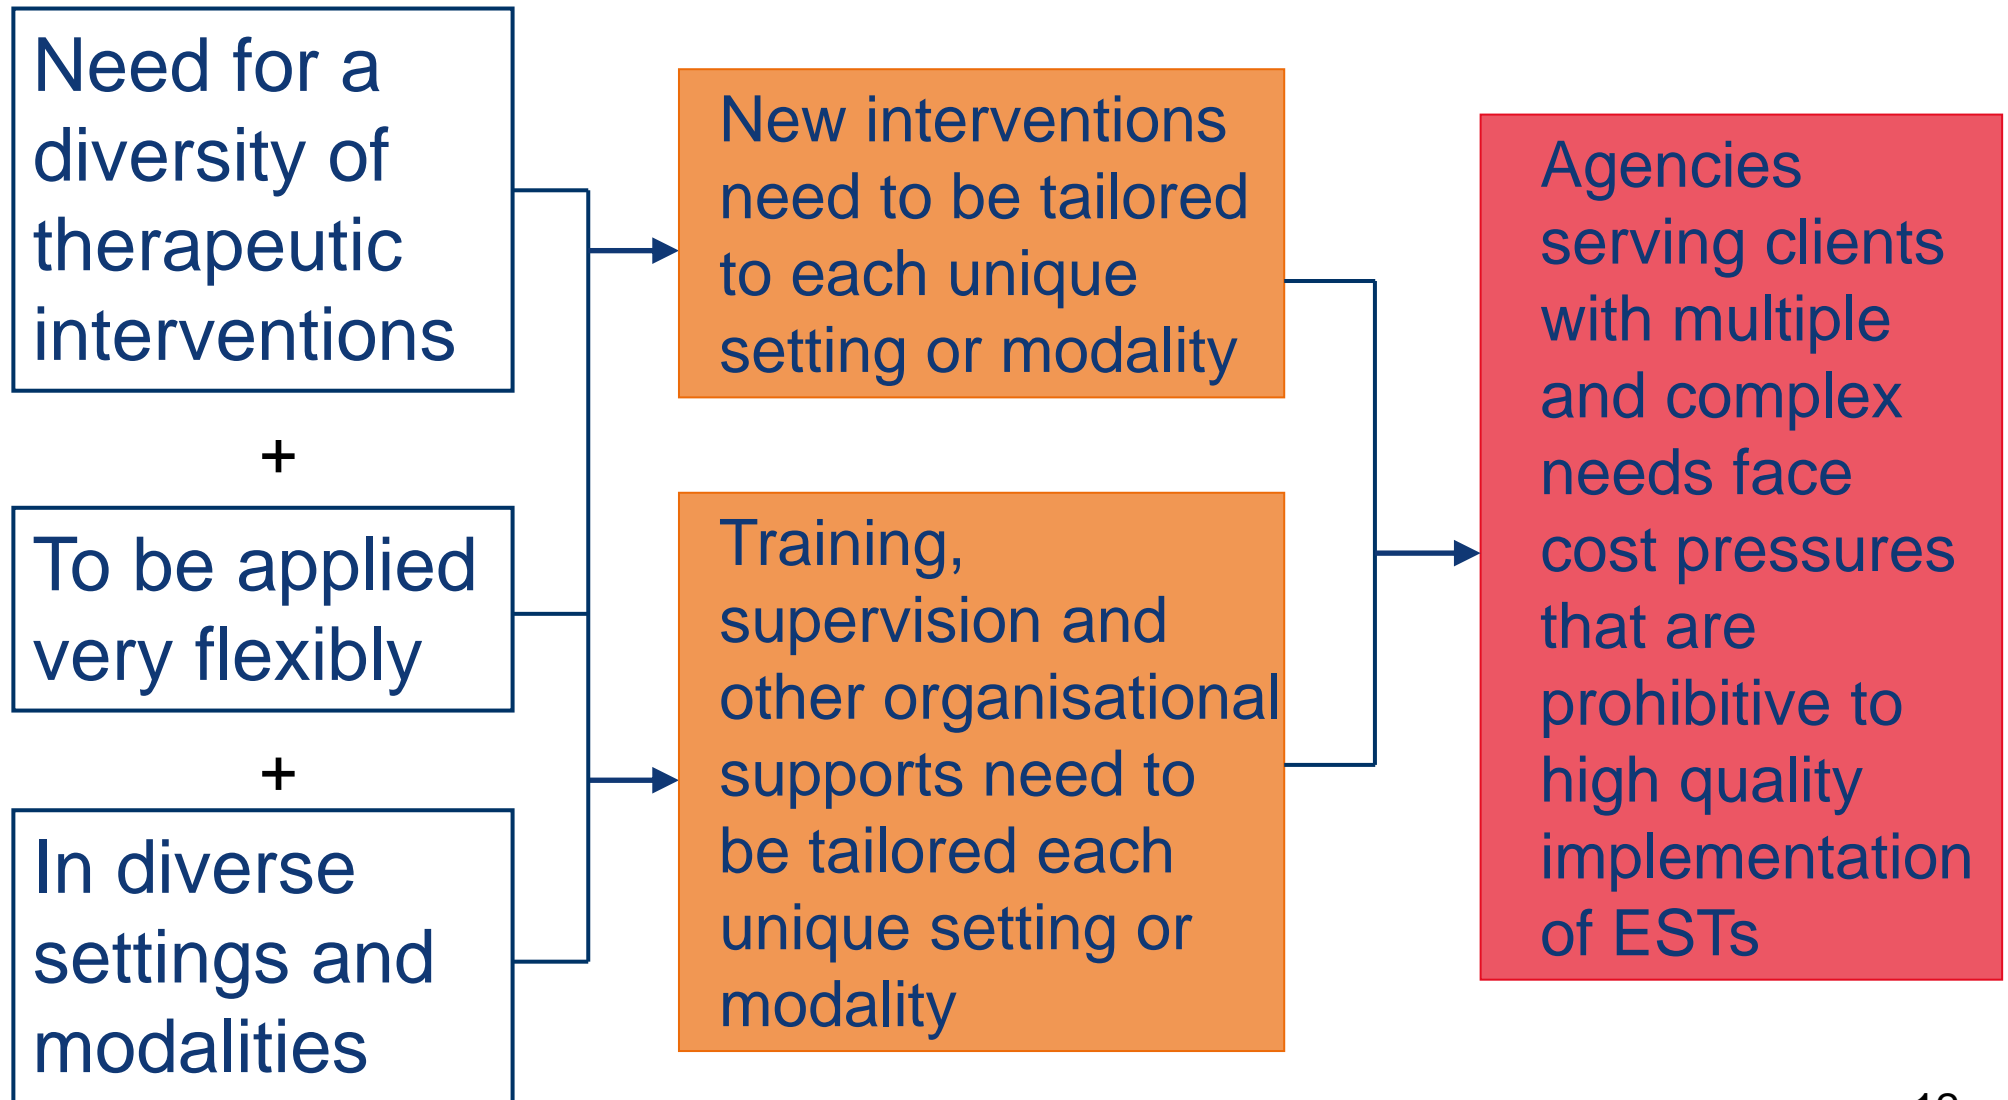 Need for a
diversity of
therapeutic
interventions
+
To be applied
very flexibly
+
In diverse
settings and
modalities
New interventions
need to be tailored
to each unique
setting or modality
Training,
supervision and
other organisational
supports need to
be tailored each
unique setting or
modality
Agencies
serving clients
with multiple
and complex
needs face
cost pressures
that are
prohibitive to
high quality
implementation
of ESTs